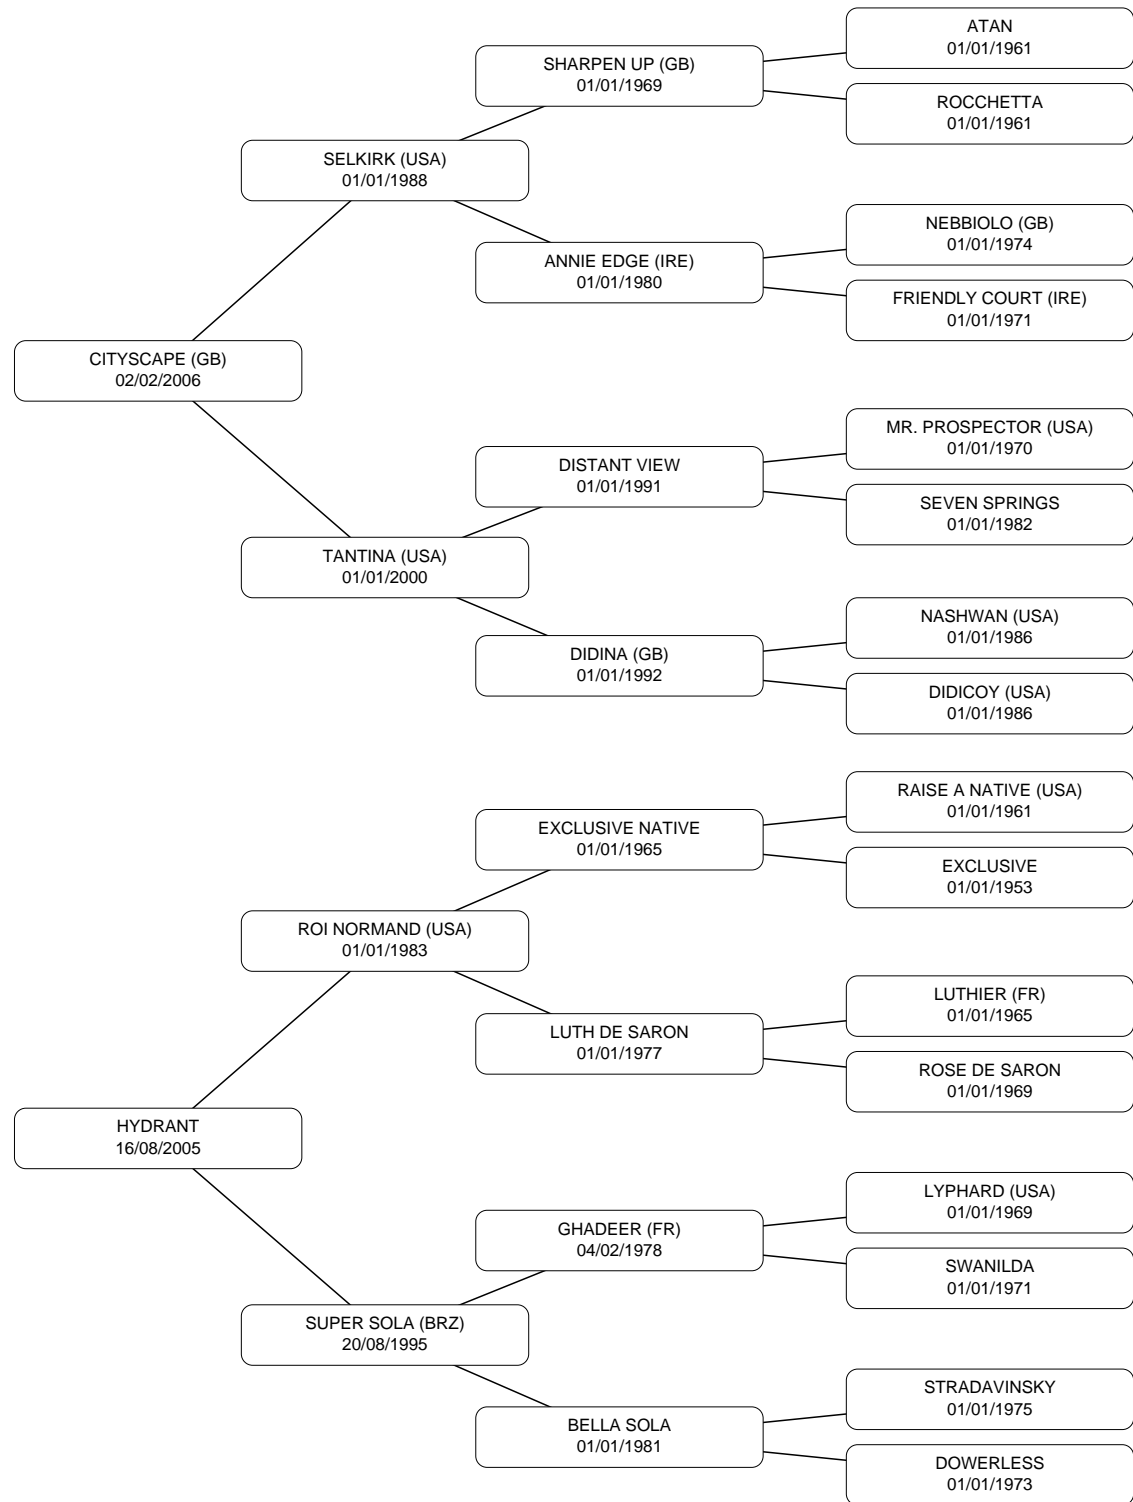 ATAN
01/01/1961
SHARPEN UP (GB)
01/01/1969
ROCCHETTA
01/01/1961
SELKIRK (USA)
01/01/1988
NEBBIOLO (GB)
01/01/1974
ANNIE EDGE (IRE)
01/01/1980
FRIENDLY COURT (IRE)
01/01/1971
CITYSCAPE (GB)
02/02/2006
MR. PROSPECTOR (USA)
01/01/1970
DISTANT VIEW
01/01/1991
SEVEN SPRINGS
01/01/1982
TANTINA (USA)
01/01/2000
NASHWAN (USA)
01/01/1986
DIDINA (GB)
01/01/1992
DIDICOY (USA)
01/01/1986
RAISE A NATIVE (USA)
01/01/1961
EXCLUSIVE NATIVE
01/01/1965
EXCLUSIVE
01/01/1953
ROI NORMAND (USA)
01/01/1983
LUTHIER (FR)
01/01/1965
LUTH DE SARON
01/01/1977
ROSE DE SARON
01/01/1969
HYDRANT
16/08/2005
LYPHARD (USA)
01/01/1969
GHADEER (FR)
04/02/1978
SWANILDA
01/01/1971
SUPER SOLA (BRZ)
20/08/1995
STRADAVINSKY
01/01/1975
BELLA SOLA
01/01/1981
DOWERLESS
01/01/1973